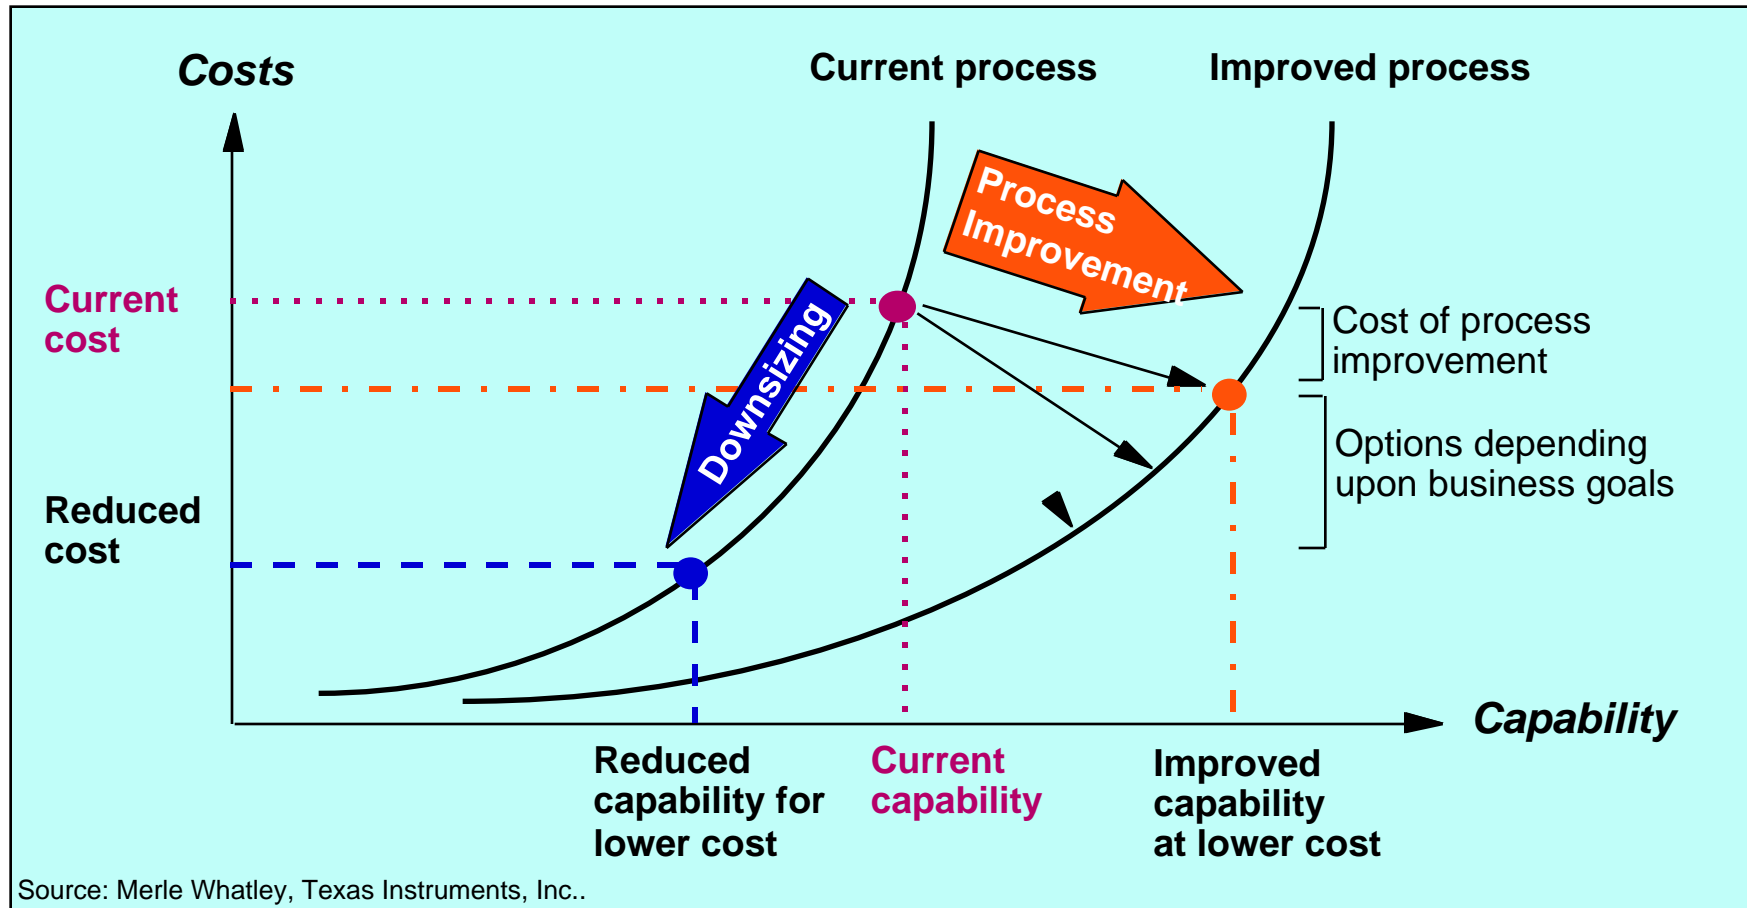 Costs
Current process
Improved process
Process
Improvement
Current
cost
Downsizing
Cost of process
improvement
Options depending
upon business goals
Reduced
cost
Capability
Reduced
capability for
lower cost
Current
capability
Improved
capability
at lower cost
Source: Merle Whatley, Texas Instruments, Inc..